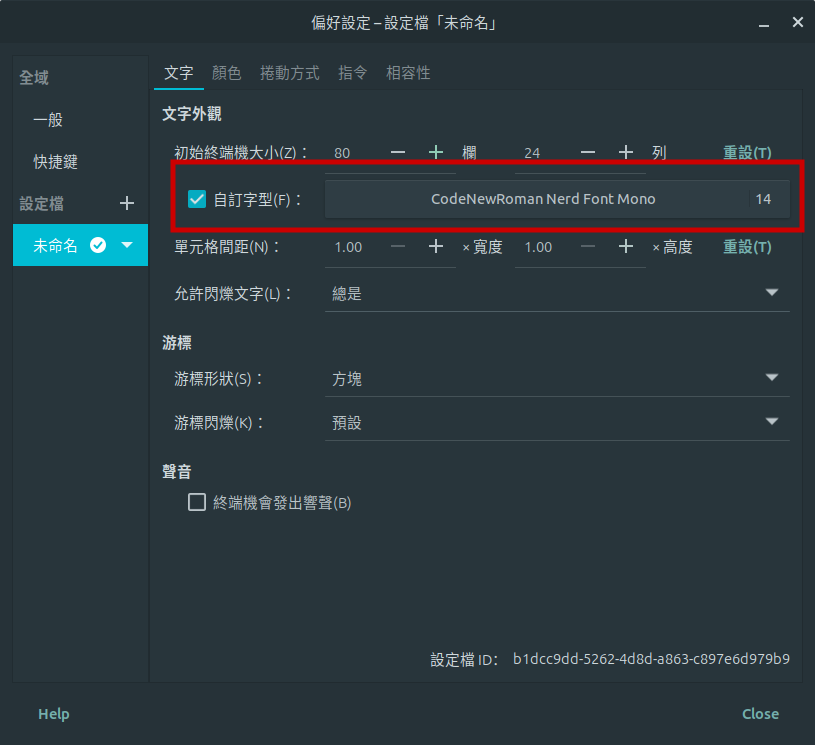 偏好設定 – 設定檔「未命名」
全域
一般
快捷鍵
設定檔
未命名
文字 顏色 捲動方式 指令 相容性
文字外觀
初始終端機大小(Z)： 80 欄 24 列 重設(T)
自訂字型(F)： CodeNewRoman Nerd Font Mono 14
單元格間距(N)： 1.00 × 寬度 1.00 × 高度 重設(T)
允許閃爍文字(L)： 總是
游標
游標形狀(S)： 方塊
游標閃爍(K)： 預設
聲音
終端機會發出響聲(B)
設定檔 ID： b1dcc9dd-5262-4d8d-a863-c897e6d979b9
Help Close